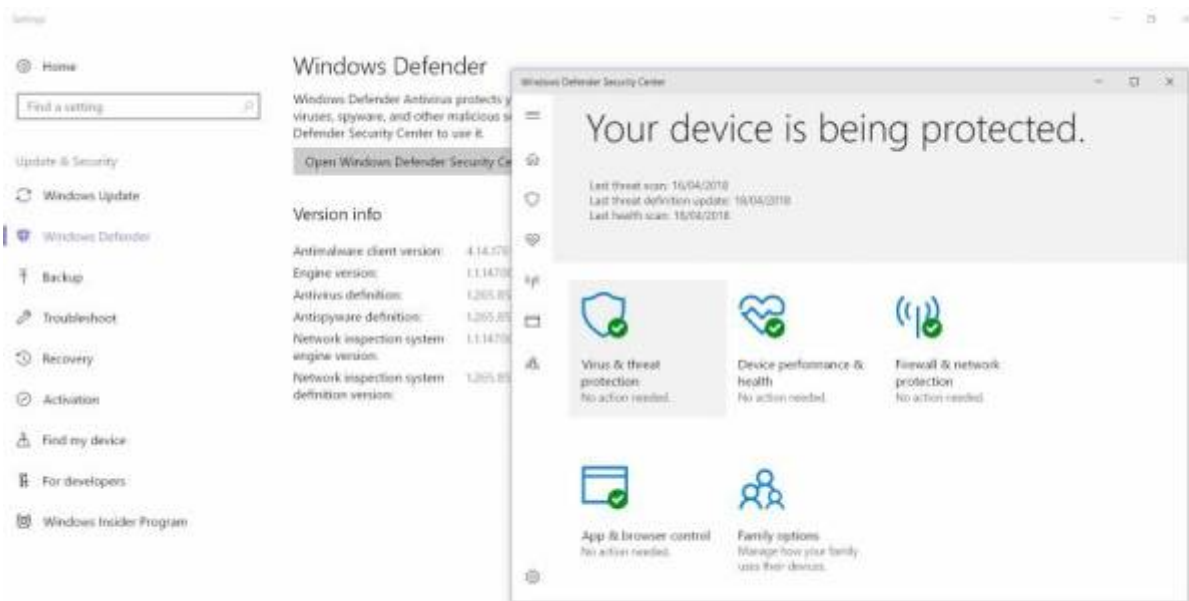 Settings
Home
Find a setting
Update & Security
Windows Update
Windows Defender
Backup
Troubleshoot
Recovery
Activation
Find my device
For developers
Windows Insider Program
Windows Defender
Windows Defender Antivirus protects y
viruses, spyware, and other malicious s
Defender Security Center to use it.
Open Windows Defender Security Ce
Version info
Antimalware client version:
Engine version:
Antivirus definition:
Antispyware definition:
Network inspection system
engine version:
Network inspection system
definition version:
Windows Defender Security Center
Your device is being protected.
Last threat scan: 16/04/2018
Last threat definition update: 18/04/2018
Last health scan: 18/04/2018
Virus & threat
protection
No action needed.
Device performance &
health
No action needed.
Firewall & network
protection
No action needed.
App & browser control
No action needed.
Family options
Manage how your family
uses their devices.